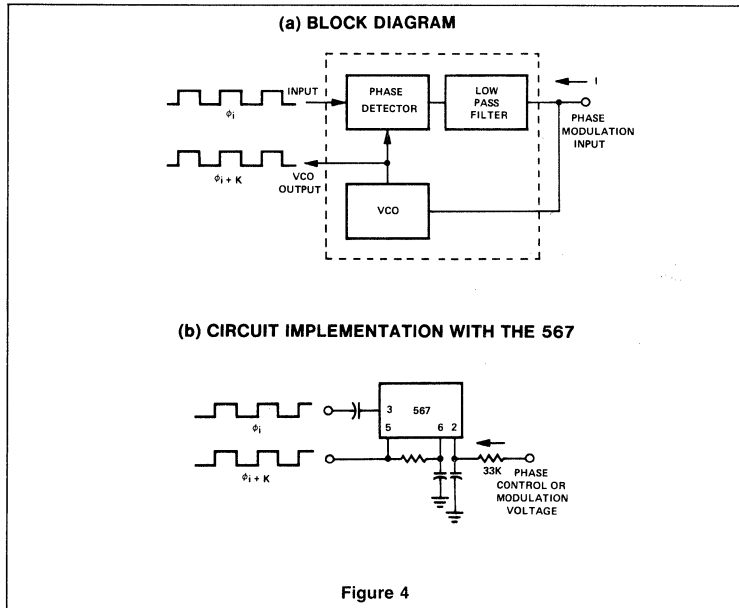 (a) BLOCK DIAGRAM
INPUT
ϕi
PHASE
DETECTOR
LOW
PASS
FILTER
I
PHASE
MODULATION
INPUT
ϕi + K
VCO
OUTPUT
VCO
(b) CIRCUIT IMPLEMENTATION WITH THE 567
ϕi
3 567
5 6 2
ϕi + K
33K
PHASE
CONTROL OR
MODULATION
VOLTAGE
Figure 4